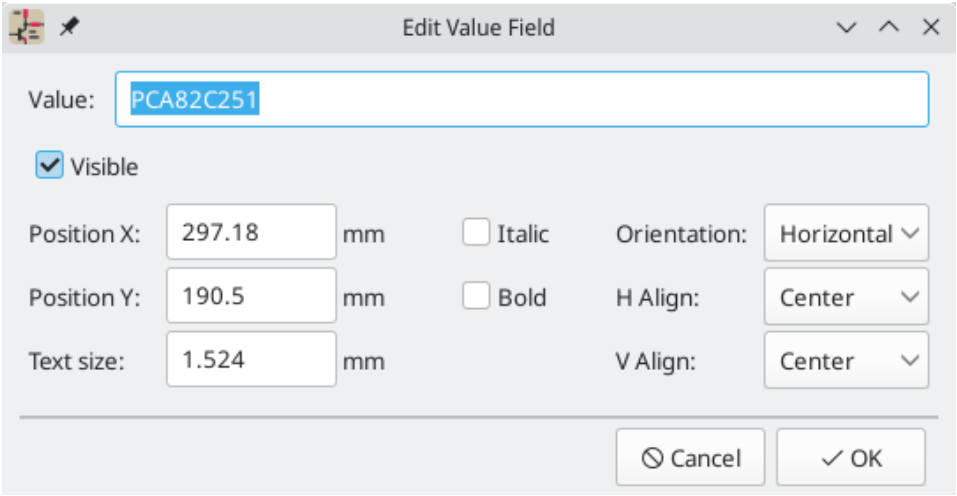 Edit Value Field
Value: PCA82C251
Visible
Position X: 297.18 mm Italic Orientation: Horizontal
Position Y: 190.5 mm Bold H Align: Center
Text size: 1.524 mm V Align: Center
Cancel OK